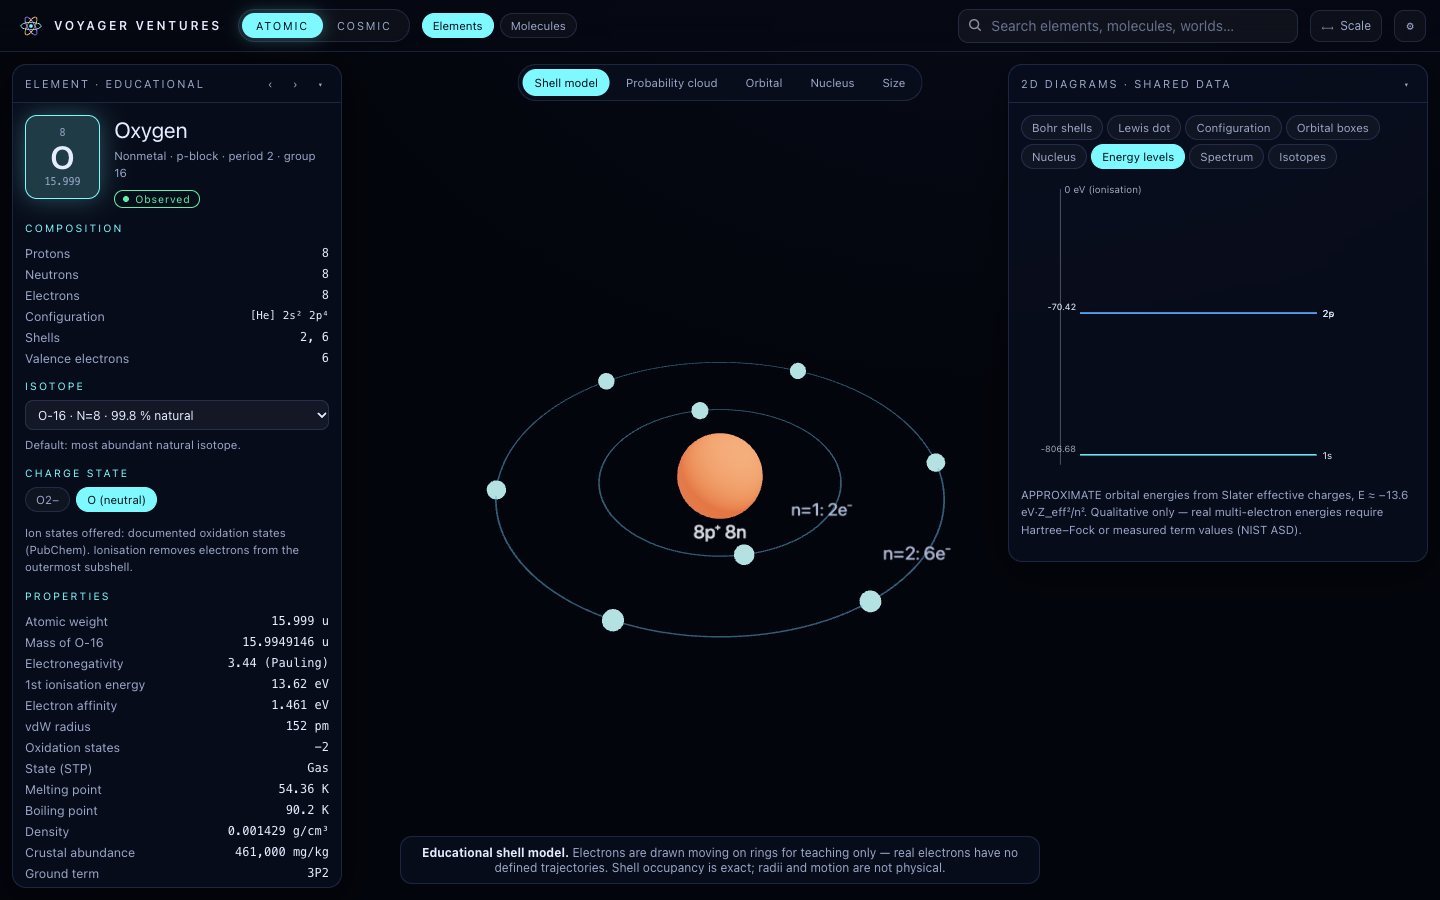 VOYAGER VENTURES
ATOMIC
COSMIC
Elements
Molecules
Search elements, molecules, worlds...
Scale
ELEMENT · EDUCATIONAL
8
O
15.999
Oxygen
Nonmetal · p-block · period 2 · group
16
Observed
COMPOSITION
Protons 8
Neutrons 8
Electrons 8
Configuration [He] 2s² 2p⁴
Shells 2, 6
Valence electrons 6
ISOTOPE
O-16 · N=8 · 99.8 % natural
Default: most abundant natural isotope.
CHARGE STATE
O2− O (neutral)
Ion states offered: documented oxidation states
(PubChem). Ionisation removes electrons from the
outermost subshell.
PROPERTIES
Atomic weight 15.999 u
Mass of O-16 15.9949146 u
Electronegativity 3.44 (Pauling)
1st ionisation energy 13.62 eV
Electron affinity 1.461 eV
vdW radius 152 pm
Oxidation states −2
State (STP) Gas
Melting point 54.36 K
Boiling point 90.2 K
Density 0.001429 g/cm³
Crustal abundance 461,000 mg/kg
Ground term 3P2
Shell model
Probability cloud
Orbital
Nucleus
Size
8p⁺ 8n
n=1: 2e⁻
n=2: 6e⁻
Educational shell model. Electrons are drawn moving on rings for teaching only — real electrons have no
defined trajectories. Shell occupancy is exact; radii and motion are not physical.
2D DIAGRAMS · SHARED DATA
Bohr shells
Lewis dot
Configuration
Orbital boxes
Nucleus
Energy levels
Spectrum
Isotopes
0 eV (ionisation)
-70.42
-806.68 1s
APPROXIMATE orbital energies from Slater effective charges, E ≈ −13.6
eV·Z_eff²/n². Qualitative only — real multi-electron energies require
Hartree–Fock or measured term values (NIST ASD).